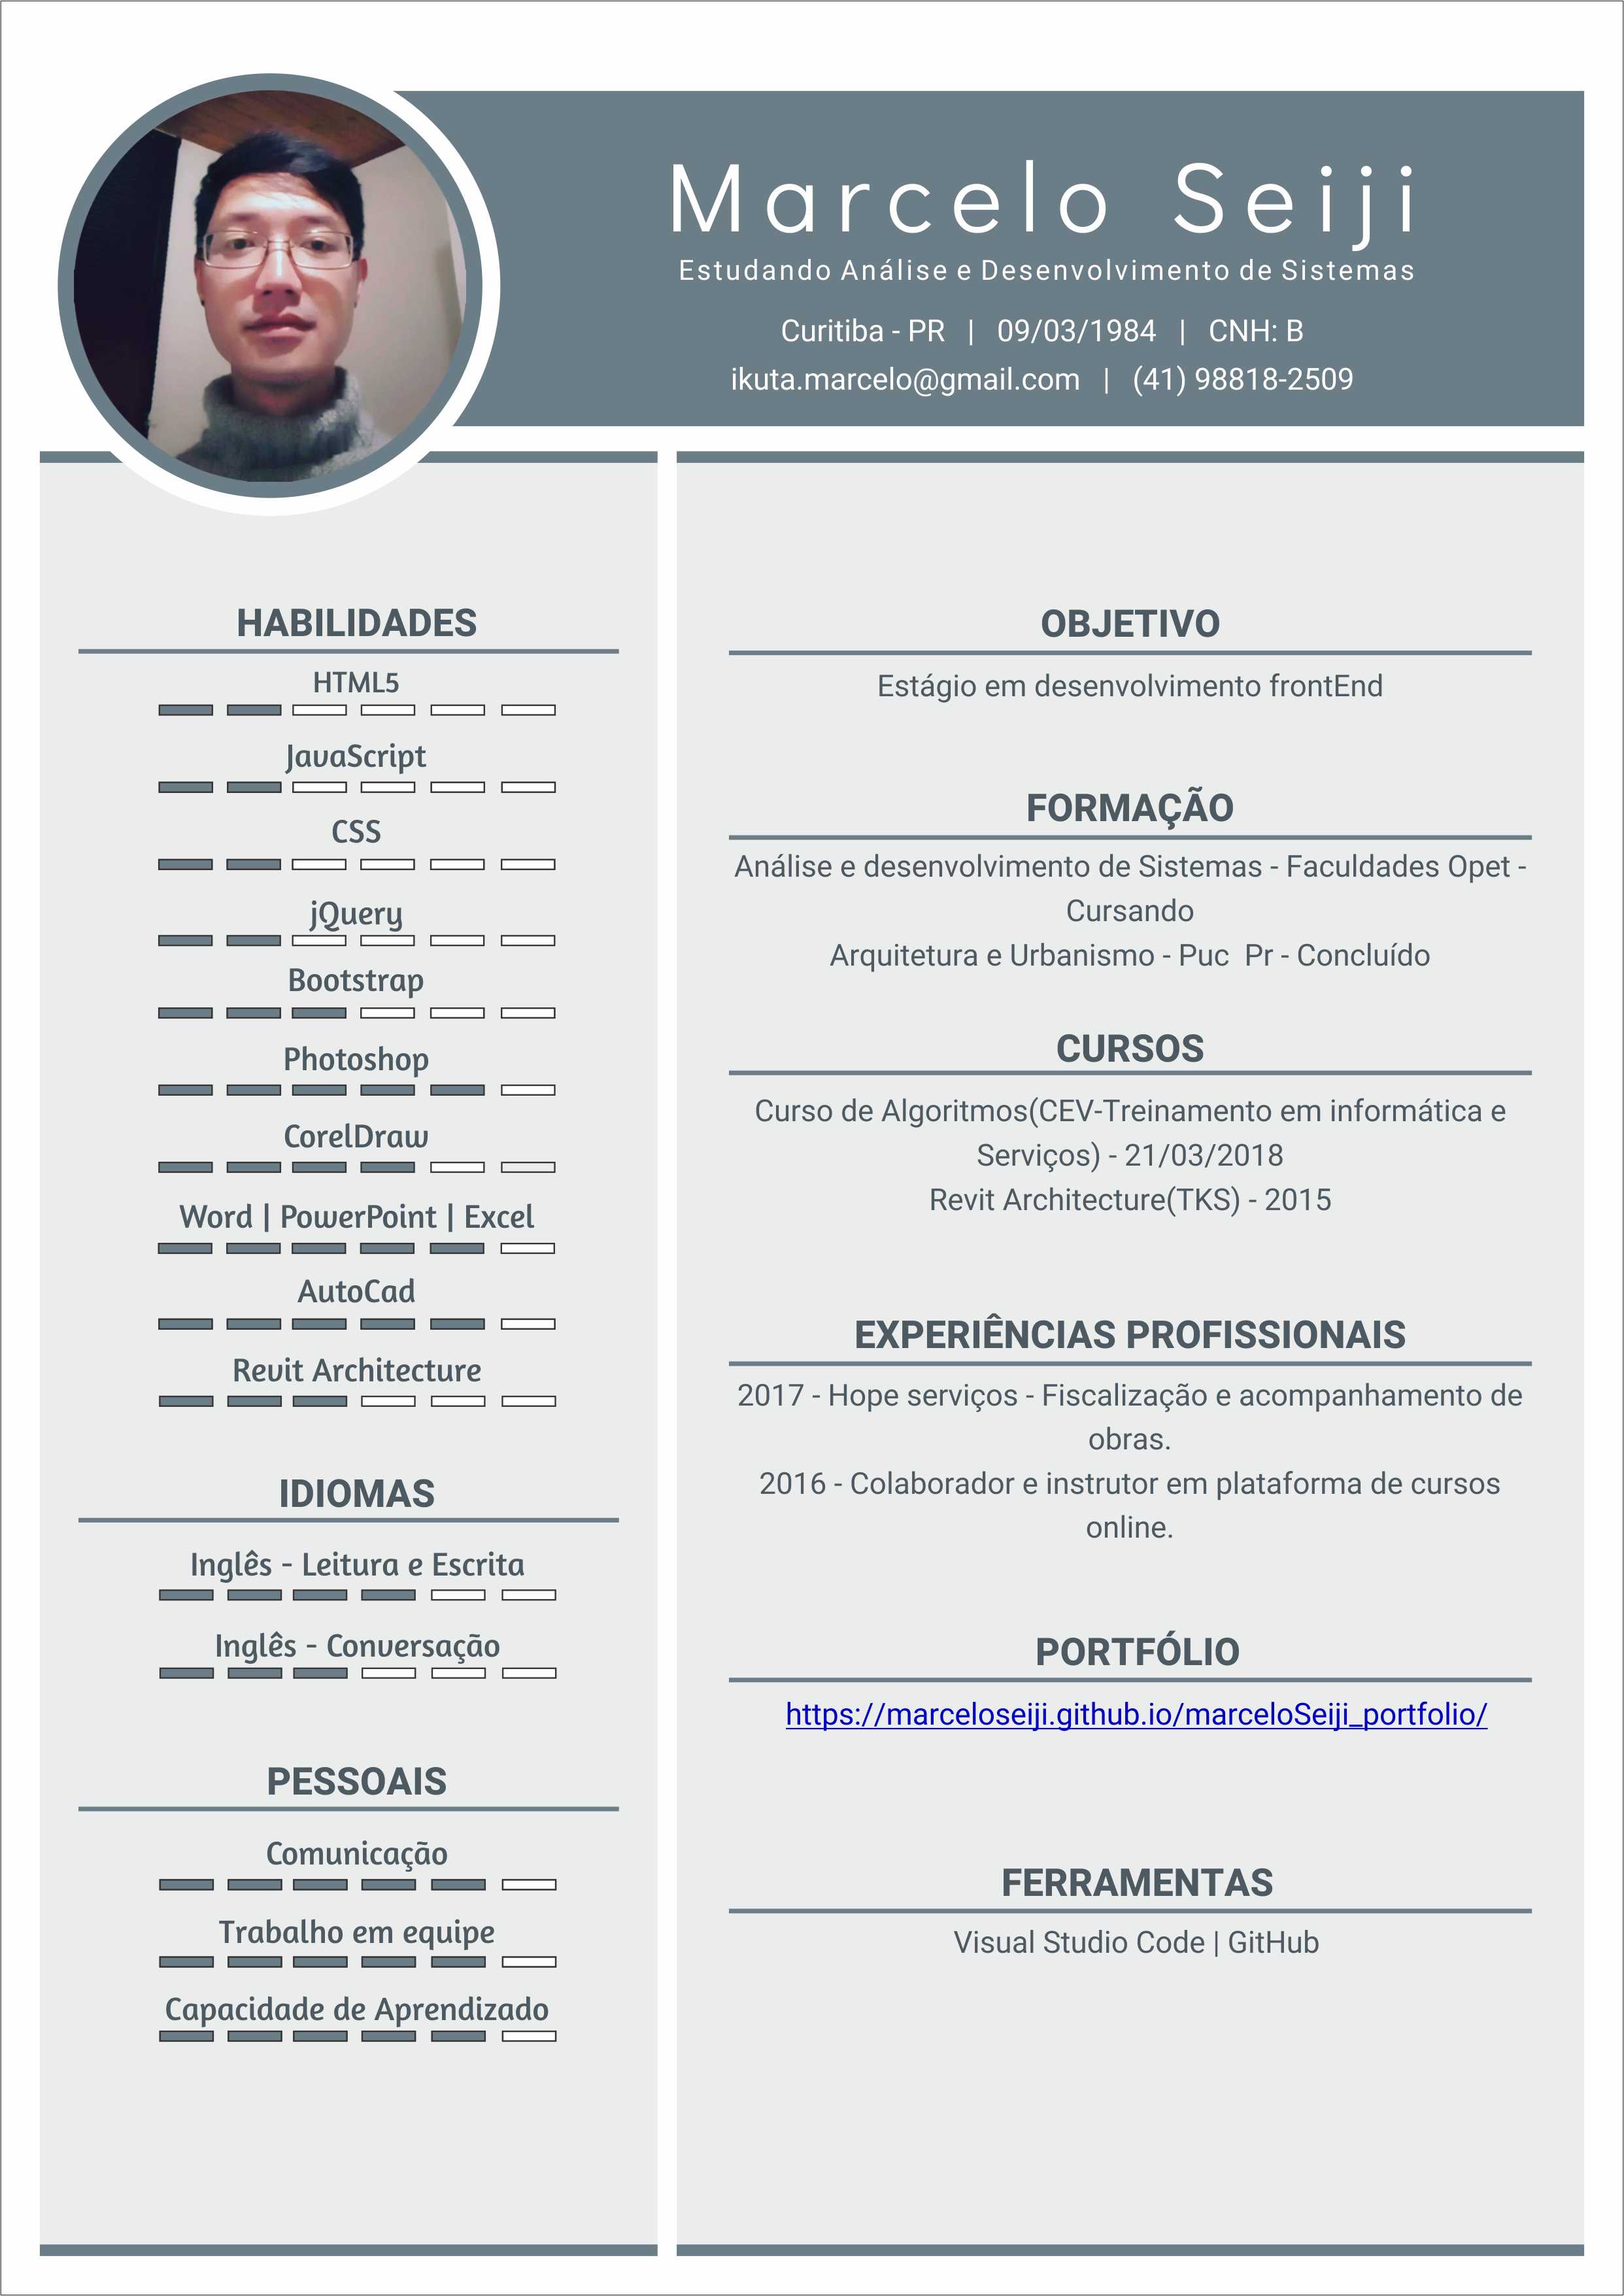 Marcelo Seiji
Estudando Análise e Desenvolvimento de Sistemas
Curitiba - PR | 09/03/1984 | CNH: B
ikuta.marcelo@gmail.com | (41) 98818-2509
HABILIDADES
HTML5
JavaScript
CSS
jQuery
Bootstrap
Photoshop
CorelDraw
Word | PowerPoint | Excel
AutoCad
Revit Architecture
IDIOMAS
Inglês - Leitura e Escrita
Inglês - Conversação
PESSOAIS
Comunicação
Trabalho em equipe
Capacidade de Aprendizado
OBJETIVO
Estágio em desenvolvimento frontEnd
FORMAÇÃO
Análise e desenvolvimento de Sistemas - Faculdades Opet -
Cursando
Arquitetura e Urbanismo - Puc  Pr - Concluído
CURSOS
Curso de Algoritmos(CEV-Treinamento em informática e
Serviços) - 21/03/2018
Revit Architecture(TKS) - 2015
EXPERIÊNCIAS PROFISSIONAIS
2017 - Hope serviços - Fiscalização e acompanhamento de
obras.
2016 - Colaborador e instrutor em plataforma de cursos
online.
PORTFÓLIO
https://marceloseiji.github.io/marceloSeiji_portfolio/
FERRAMENTAS
Visual Studio Code | GitHub